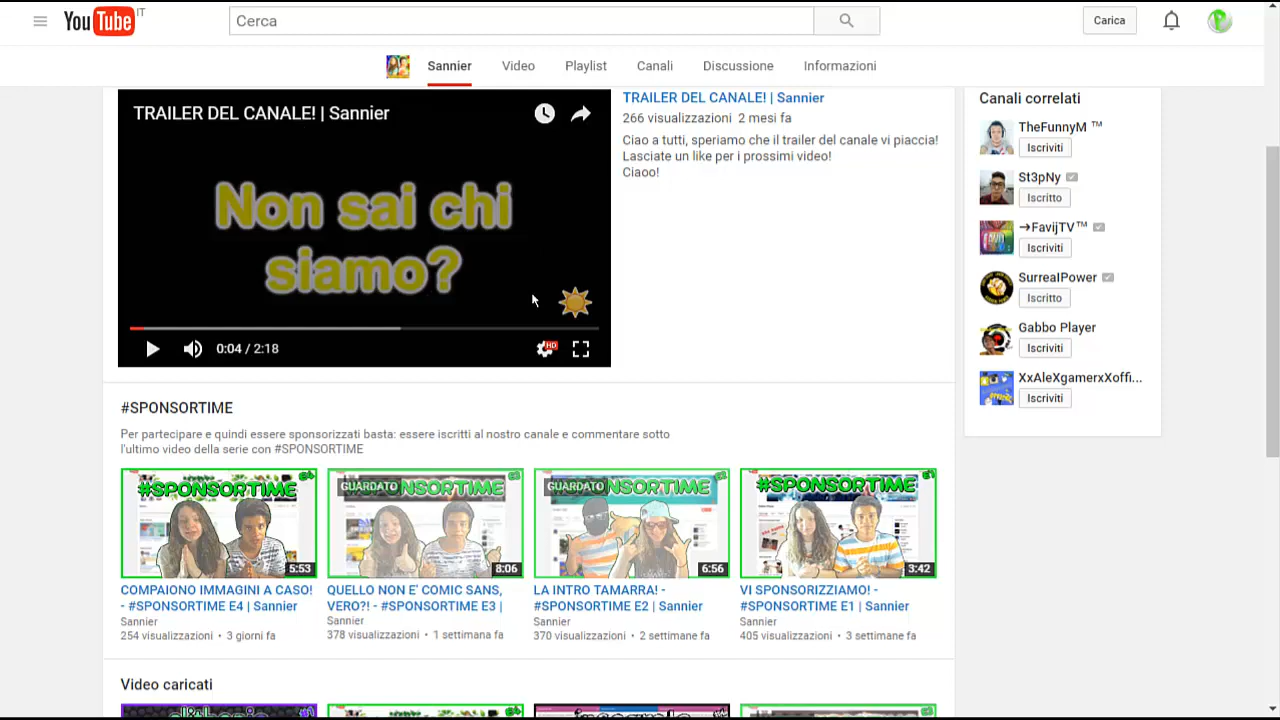 YouTube IT
Cerca
Carica
Sannier
Video
Playlist
Canali
Discussione
Informazioni
TRAILER DEL CANALE! | Sannier
Non sai chi
siamo?
0:04 / 2:18
HD
TRAILER DEL CANALE! | Sannier
266 visualizzazioni 2 mesi fa
Ciao a tutti, speriamo che il trailer del canale vi piaccia!
Lasciate un like per i prossimi video!
Ciaoo!
Canali correlati
TheFunnyM ™
Iscriviti
St3pNy
Iscritto
→FavijTV™
Iscriviti
SurrealPower
Iscritto
Gabbo Player
Iscriviti
XxAleXgamerxXoffi...
Iscriviti
#SPONSORTIME
Per partecipare e quindi essere sponsorizzati basta: essere iscritti al nostro canale e commentare sotto
l'ultimo video della serie con #SPONSORTIME
#SPONSORTIME
5:53
COMPAIONO IMMAGINI A CASO!
- #SPONSORTIME E4 | Sannier
Sannier
254 visualizzazioni • 3 giorni fa
GUARDATO
NSORTIME
8:06
QUELLO NON E' COMIC SANS,
VERO?! - #SPONSORTIME E3 |
Sannier
378 visualizzazioni • 1 settimana fa
GUARDATO
NSORTIME
6:56
LA INTRO TAMARRA! -
#SPONSORTIME E2 | Sannier
Sannier
370 visualizzazioni • 2 settimane fa
#SPONSORTIME
3:42
VI SPONSORIZZIAMO! -
#SPONSORTIME E1 | Sannier
Sannier
405 visualizzazioni • 3 settimane fa
Video caricati